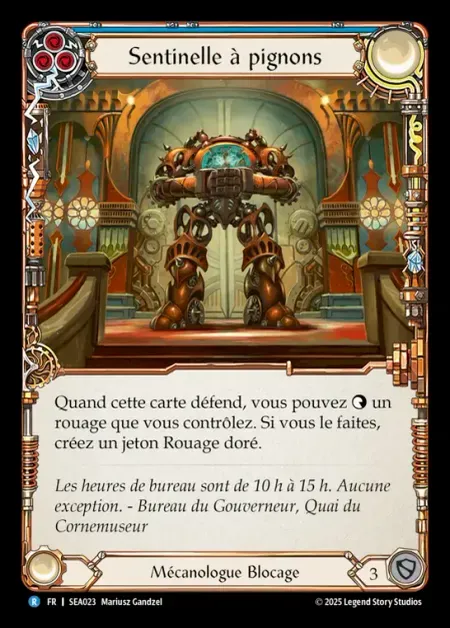 Sentinelle à pignons
Quand cette carte défend, vous pouvez un
rouage que vous contrôlez. Si vous le faites,
créez un jeton Rouage doré.
Les heures de bureau sont de 10 h à 15 h. Aucune
exception. - Bureau du Gouverneur, Quai du
Cornemuseur
Mécanologue Blocage
3
R FR | SEA023 Mariusz Gandzel
© 2025 Legend Story Studios